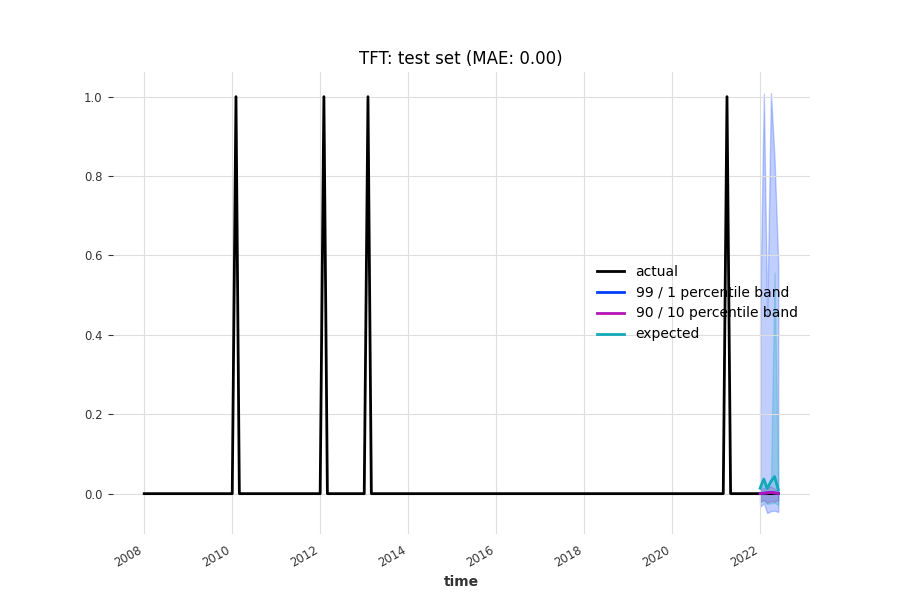 TFT: test set (MAE: 0.00)
1.0
0.8
0.6
0.4
0.2
0.0
actual
99 / 1 percentile band
90 / 10 percentile band
expected
2008
2010
2012
2014
2016
2018
2020
2022
time